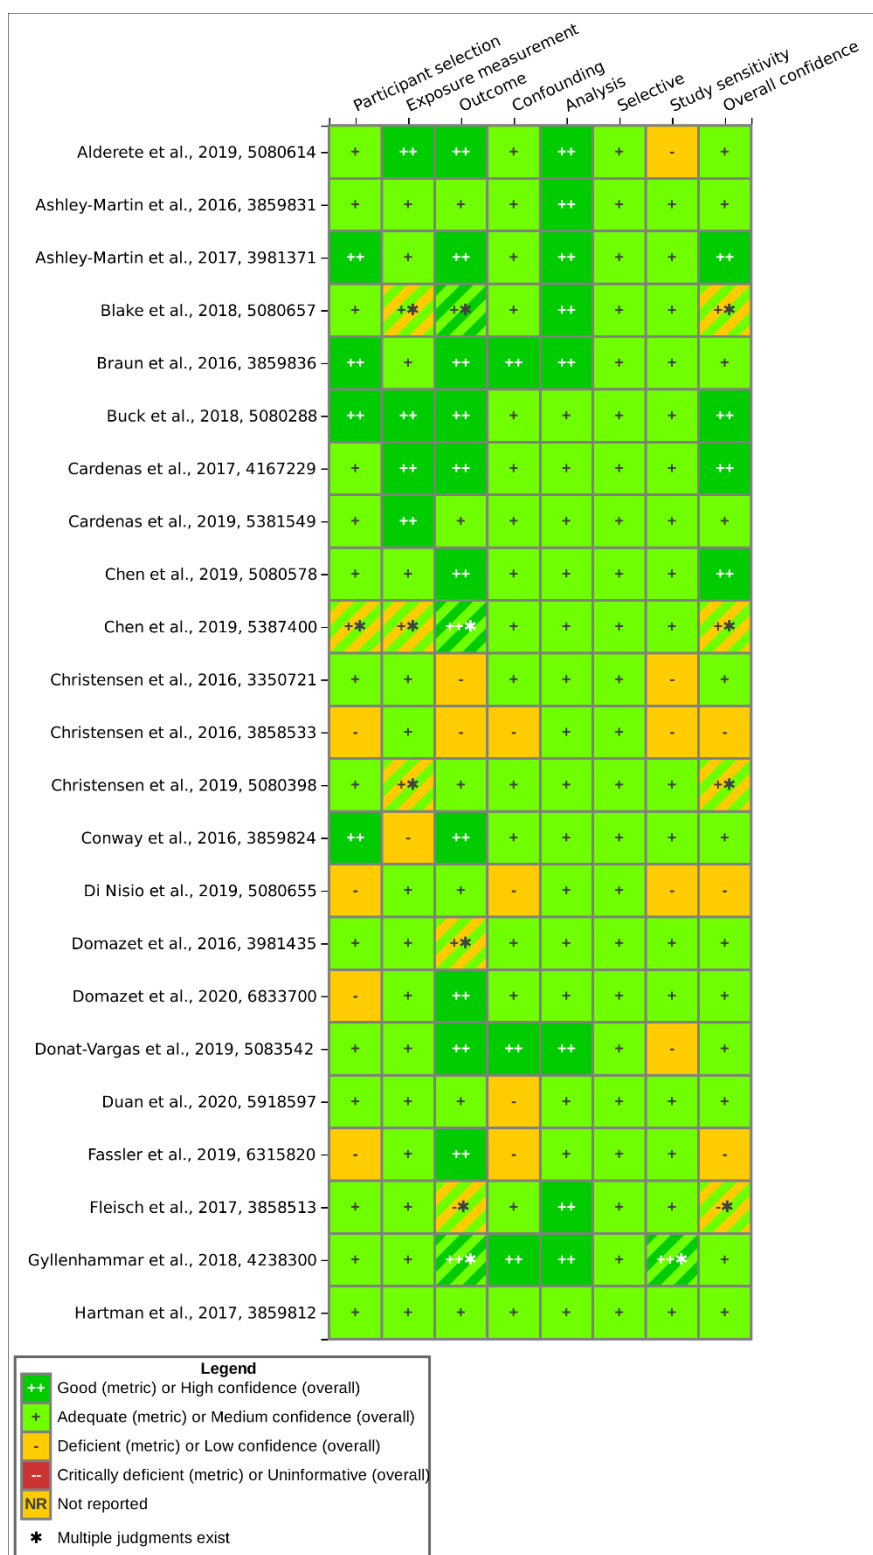 Participant selection
Exposure measurement
Outcome
Confounding
Analysis
Selective
Study sensitivity
Overall confidence
Alderete et al., 2019, 5080614 + ++ ++ + ++ + - +
Ashley-Martin et al., 2016, 3859831 + + + + ++ + + +
Ashley-Martin et al., 2017, 3981371 ++ + ++ + ++ + + ++
Blake et al., 2018, 5080657 + +✱ +✱ + ++ + + +✱
Braun et al., 2016, 3859836 ++ + ++ ++ ++ + + +
Buck et al., 2018, 5080288 ++ ++ ++ + + + + ++
Cardenas et al., 2017, 4167229 + ++ ++ + + + + ++
Cardenas et al., 2019, 5381549 + ++ + + + + + +
Chen et al., 2019, 5080578 + + ++ + + + + ++
Chen et al., 2019, 5387400 +✱ +✱ ++✱ + + + + +✱
Christensen et al., 2016, 3350721 + + - + + + - +
Christensen et al., 2016, 3858533 - + - - + + - -
Christensen et al., 2019, 5080398 + +✱ + + + + + +✱
Conway et al., 2016, 3859824 ++ - ++ + + + + +
Di Nisio et al., 2019, 5080655 - + + - + + - -
Domazet et al., 2016, 3981435 + + +✱ + + + + +
Domazet et al., 2020, 6833700 - + ++ + + + + +
Donat-Vargas et al., 2019, 5083542 + + ++ ++ ++ + - +
Duan et al., 2020, 5918597 + + + - + + + +
Fassler et al., 2019, 6315820 - + ++ - + + + -
Fleisch et al., 2017, 3858513 + + -✱ + ++ + + -✱
Gyllenhammar et al., 2018, 4238300 + + ++✱ ++ ++ + ++✱ +
Hartman et al., 2017, 3859812 + + + + + + + +
Legend
++ Good (metric) or High confidence (overall)
+ Adequate (metric) or Medium confidence (overall)
- Deficient (metric) or Low confidence (overall)
-- Critically deficient (metric) or Uninformative (overall)
NR Not reported
✱ Multiple judgments exist